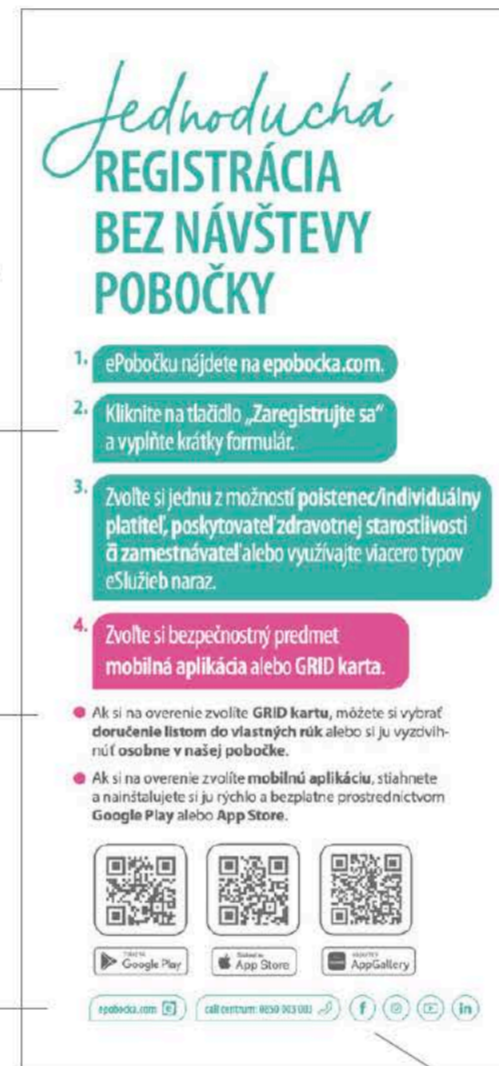 Jednoduchá
REGISTRÁCIA
BEZ NÁVŠTEVY
POBOČKY
1. ePobočku nájdete na epobocka.com.
2. Kliknite na tlačidlo „Zaregistrujte sa“
a vyplňte krátky formulár.
3. Zvoľte si jednu z možností poistenec/individuálny
platiteľ, poskytovateľ zdravotnej starostlivosti
či zamestnávateľ alebo využívajte viacero typov
eSlužieb naraz.
4. Zvoľte si bezpečnostný predmet
mobilná aplikácia alebo GRID karta.
Ak si na overenie zvolíte GRID kartu, môžete si vybrať
doručenie listom do vlastných rúk alebo si ju vyzdvih-
núť osobne v našej pobočke.
Ak si na overenie zvolíte mobilnú aplikáciu, stiahnete
a nainštalujete si ju rýchlo a bezplatne prostredníctvom
Google Play alebo App Store.
Google Play
App Store
AppGallery
epobocka.com
call centrum: 0850 003 003
f
in